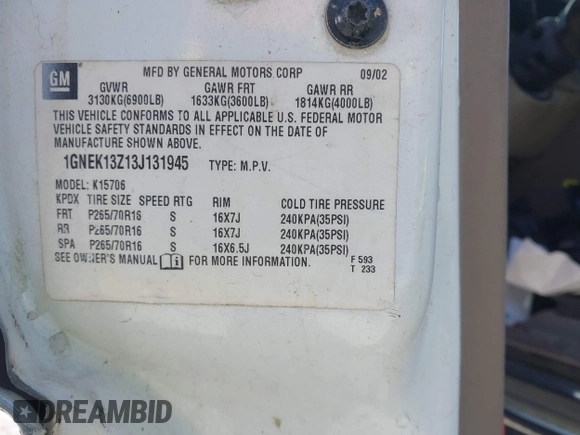 GM
MFD BY GENERAL MOTORS CORP 09/02
GVWR GAWR FRT GAWR RR
3130KG(6900LB) 1633KG(3600LB) 1814KG(4000LB)
THIS VEHICLE CONFORMS TO ALL APPLICABLE U.S. FEDERAL MOTOR
VEHICLE SAFETY STANDARDS IN EFFECT ON THE DATE OF
MANUFACTURE SHOWN ABOVE.
1GNEK13Z13J131945 TYPE: M.P.V.
MODEL: K15706
KPDX TIRE SIZE SPEED RTG RIM COLD TIRE PRESSURE
FRT P265/70R16 S 16X7J 240KPA(35PSI)
RR P265/70R16 S 16X7J 240KPA(35PSI)
SPA P265/70R16 S 16X6.5J 240KPA(35PSI)
SEE OWNER'S MANUAL FOR MORE INFORMATION.
F 593
T 233
DREAMBID